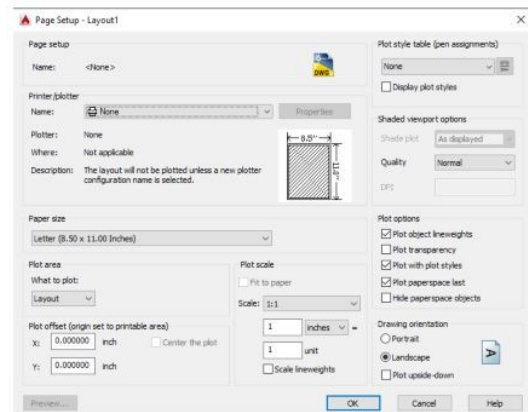 Page Setup - Layout1
Page setup
Name: <None>
DWG
Printer/plotter
Name: None
Properties
Plotter: None
Where: Not applicable
Description: The layout will not be plotted unless a new plotter
configuration name is selected.
8.5"
11.0"
Paper size
Letter (8.50 x 11.00 Inches)
Plot area
What to plot:
Layout
Plot offset (origin set to printable area)
X: 0.000000 inch
Center the plot
Y: 0.000000 inch
Plot scale
Fit to paper
Scale: 1:1
1 inches =
1 unit
Scale lineweights
Plot style table (pen assignments)
None
Display plot styles
Shaded viewport options
Shade plot As displayed
Quality Normal
DPI
Plot options
Plot object lineweights
Plot transparency
Plot with plot styles
Plot paperspace last
Hide paperspace objects
Drawing orientation
Portrait
Landscape
A
Plot upside-down
Preview...
OK
Cancel
Help